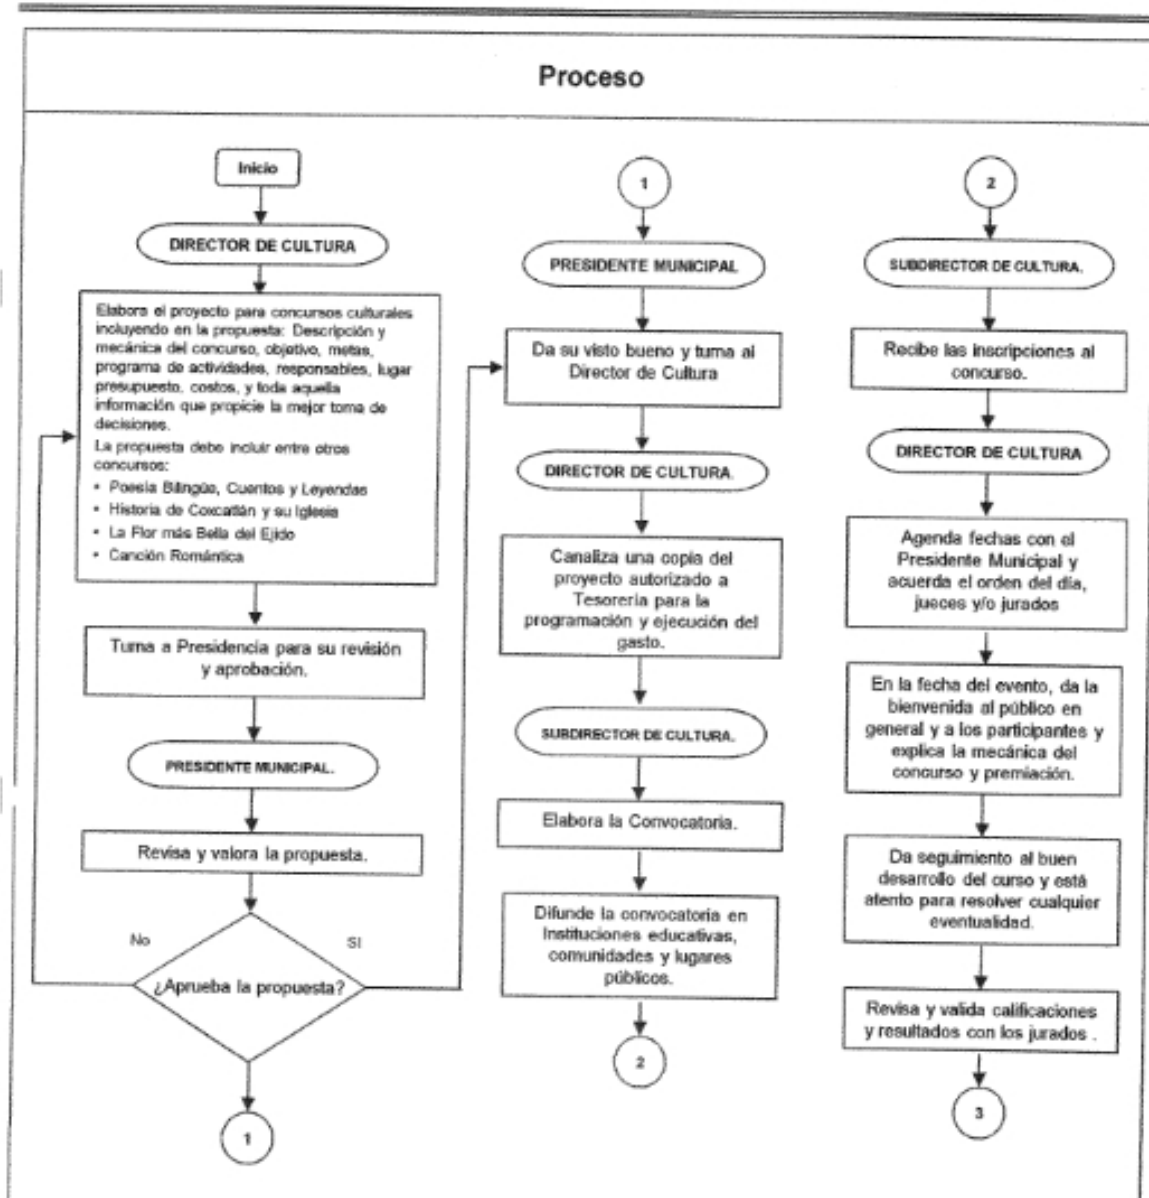 Proceso
Inicio
DIRECTOR DE CULTURA
Elabora el proyecto para concursos culturales
incluyendo en la propuesta: Descripción y
mecánica del concurso, objetivo, metas,
programa de actividades, responsables, lugar
presupuesto, costos, y toda aquella
información que propicie la mejor toma de
decisiones.
La propuesta debe incluir entre otros
concursos:
• Poesía Bilingüe, Cuentos y Leyendas
• Historia de Coxcatlán y su Iglesia
• La Flor más Bella del Ejido
• Canción Romántica
Turna a Presidencia para su revisión
y aprobación.
PRESIDENTE MUNICIPAL.
Revisa y valora la propuesta.
No
SI
¿Aprueba la propuesta?
1
1
PRESIDENTE MUNICIPAL
Da su visto bueno y turna al
Director de Cultura
DIRECTOR DE CULTURA.
Canaliza una copia del
proyecto autorizado a
Tesorería para la
programación y ejecución del
gasto.
SUBDIRECTOR DE CULTURA.
Elabora la Convocatoria.
Difunde la convocatoria en
Instituciones educativas,
comunidades y lugares
públicos.
2
2
SUBDIRECTOR DE CULTURA.
Recibe las inscripciones al
concurso.
DIRECTOR DE CULTURA
Agenda fechas con el
Presidente Municipal y
acuerda el orden del día,
jueces y/o jurados
En la fecha del evento, da la
bienvenida al público en
general y a los participantes y
explica la mecánica del
concurso y premiación.
Da seguimiento al buen
desarrollo del curso y está
atento para resolver cualquier
eventualidad.
Revisa y valida calificaciones
y resultados con los jurados .
3